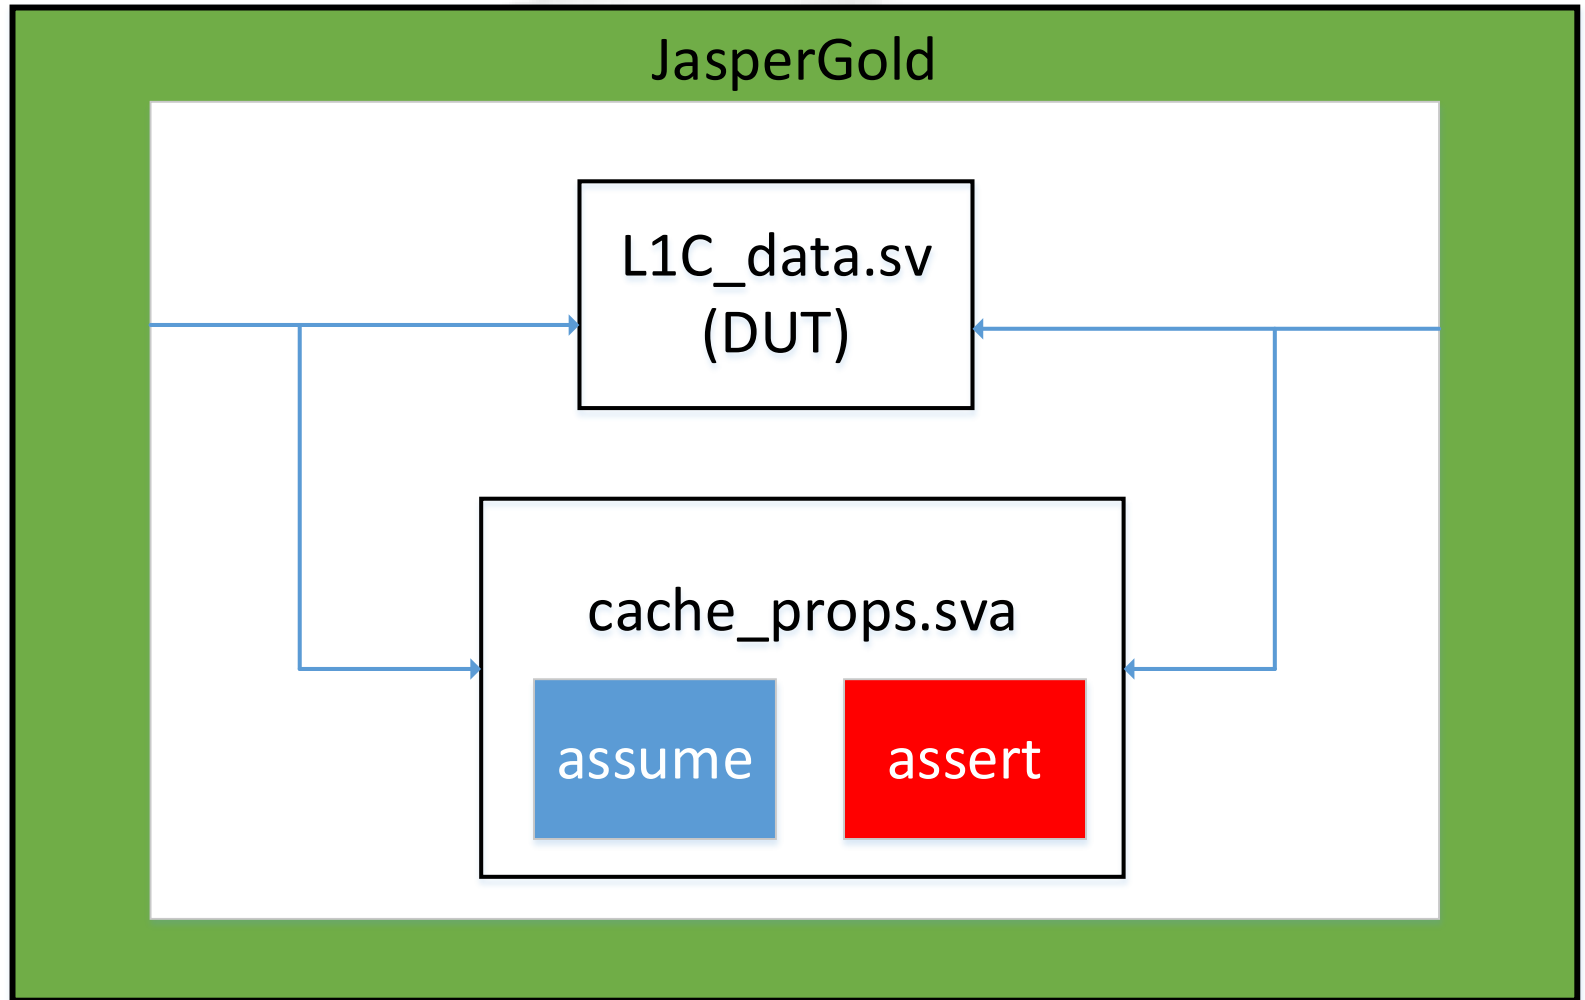 JasperGold
L1C_data.sv
(DUT)
cache_props.sva
assume
assert